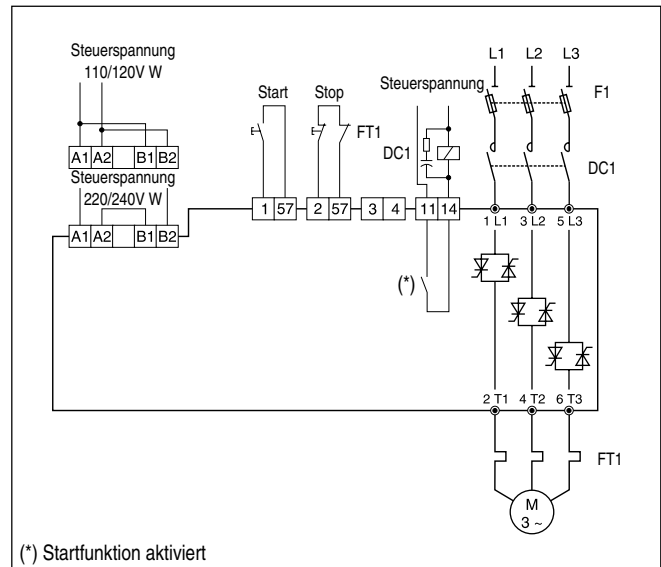 Steuerspannung
110/120V W
A1 A2 B1 B2
Steuerspannung
220/240V W
A1 A2 B1 B2
Start
Stop
FT1
1 57
2 57
3 4
Steuerspannung
DC1
11 14
(*)
L1 L2 L3
F1
DC1
1 L1 3 L2 5 L3
2 T1 4 T2 6 T3
FT1
M
3 ~
(*) Startfunktion aktiviert